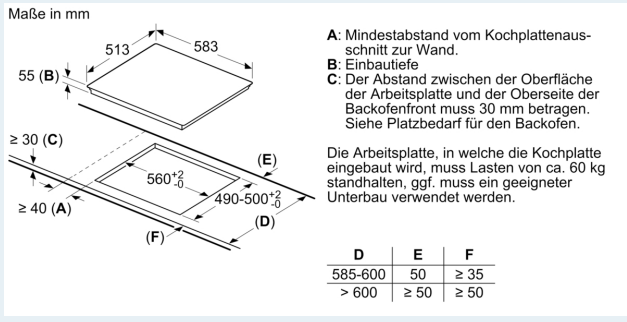 Maße in mm
513
583
55 (B)
≥ 30 (C)
(E)
560+2-0
490-500+2-0
≥ 40 (A)
(D)
(F)
A: Mindestabstand vom Kochplattenaus-
schnitt zur Wand.
B: Einbautiefe
C: Der Abstand zwischen der Oberfläche
der Arbeitsplatte und der Oberseite der
Backofenfront muss 30 mm betragen.
Siehe Platzbedarf für den Backofen.
Die Arbeitsplatte, in welche die Kochplatte
eingebaut wird, muss Lasten von ca. 60 kg
standhalten, ggf. muss ein geeigneter
Unterbau verwendet werden.
D E F
585-600 50 ≥ 35
> 600 ≥ 50 ≥ 50